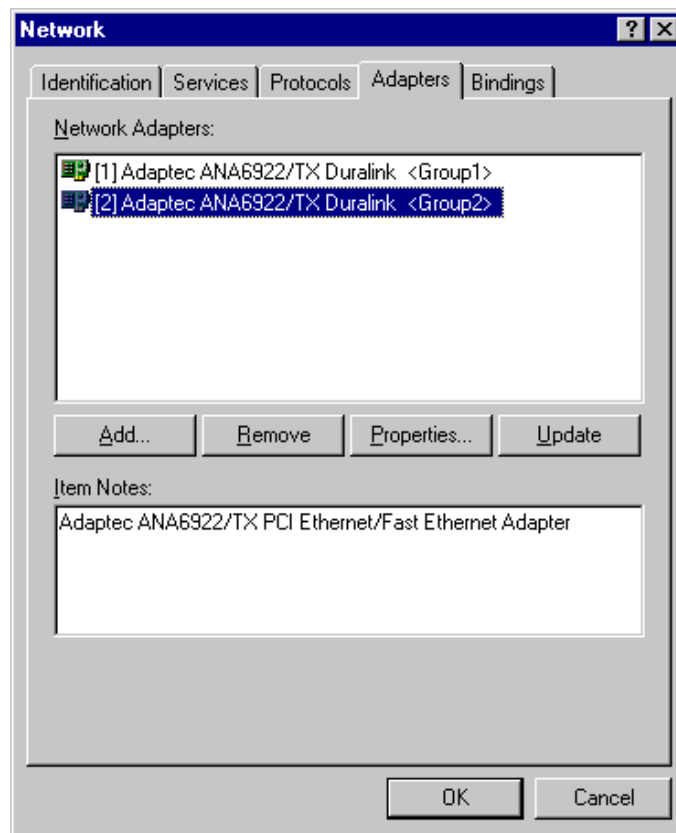 Network
Identification Services Protocols Adapters Bindings
Network Adapters:
[1] Adaptec ANA6922/TX Duralink <Group1>
[2] Adaptec ANA6922/TX Duralink <Group2>
Add... Remove Properties... Update
Item Notes:
Adaptec ANA6922/TX PCI Ethernet/Fast Ethernet Adapter
OK Cancel